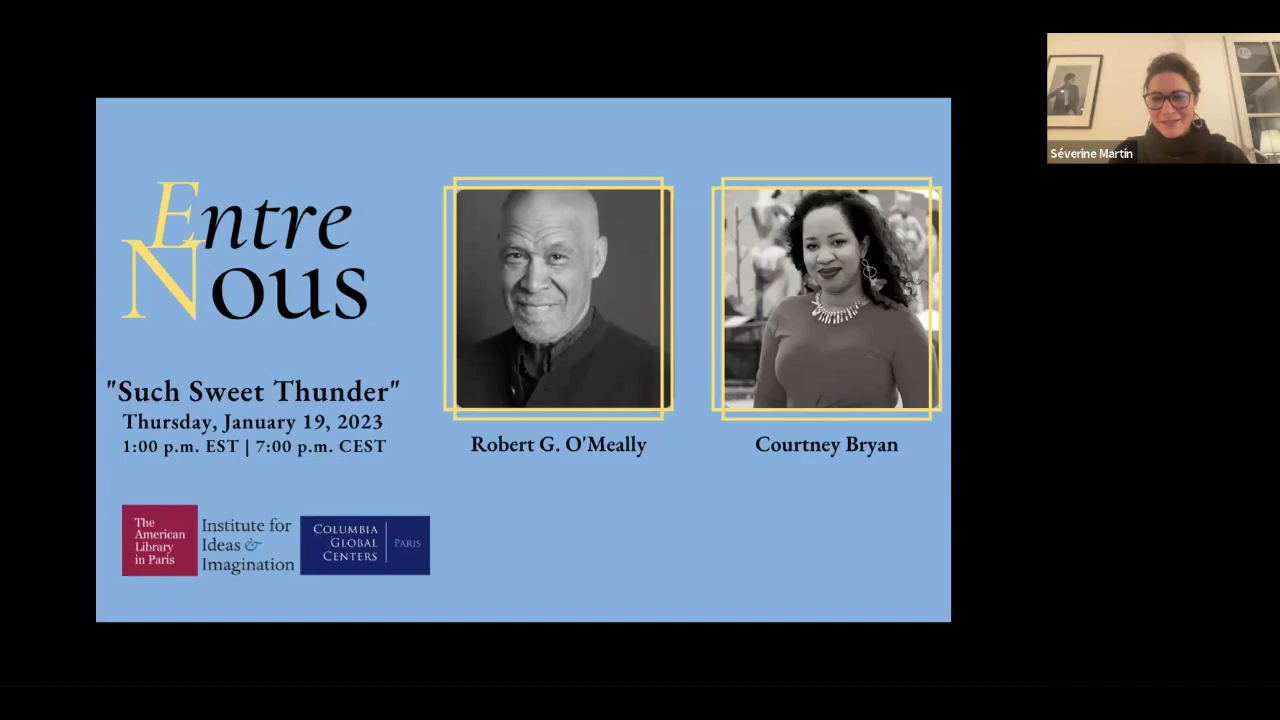 Entre
Nous
"Such Sweet Thunder"
Thursday, January 19, 2023
1:00 p.m. EST | 7:00 p.m. CEST
The
American
Library
in Paris
Institute for
Ideas &
Imagination
COLUMBIA
GLOBAL
CENTERS
PARIS
Robert G. O'Meally
Courtney Bryan
Séverine Martin